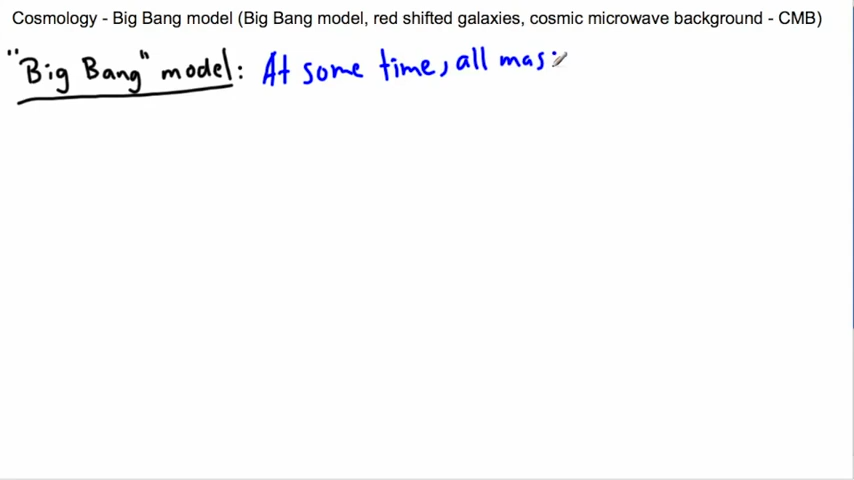 Cosmology - Big Bang model (Big Bang model, red shifted galaxies, cosmic microwave background - CMB)
"Big Bang" model: At some time, all mas